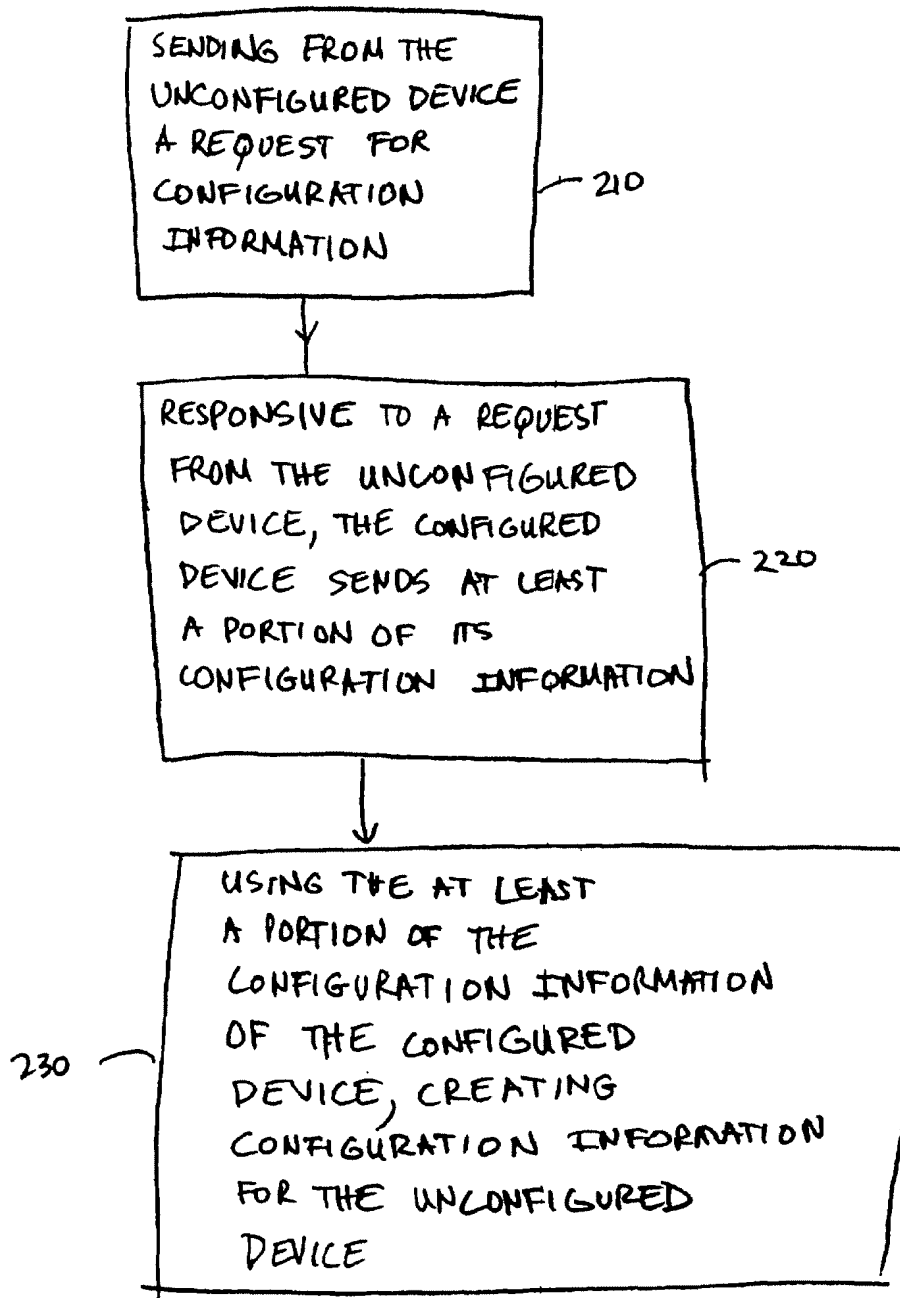 SENDING FROM THE
UNCONFIGURED DEVICE
A REQUEST FOR
CONFIGURATION
INFORMATION
210
RESPONSIVE TO A REQUEST
FROM THE UNCONFIGURED
DEVICE, THE CONFIGURED
DEVICE SENDS AT LEAST
A PORTION OF ITS
CONFIGURATION INFORMATION
220
USING THE AT LEAST
A PORTION OF THE
CONFIGURATION INFORMATION
OF THE CONFIGURED
DEVICE, CREATING
CONFIGURATION INFORMATION
FOR THE UNCONFIGURED
DEVICE
230